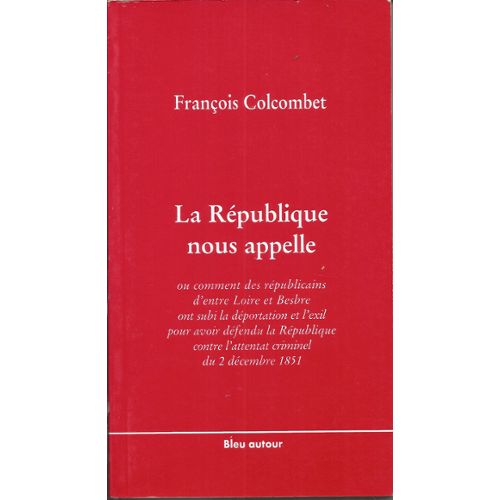 François Colcombet
La République
nous appelle
ou comment des républicains
d'entre Loire et Besbre
ont subi la déportation et l'exil
pour avoir défendu la République
contre l'attentat criminel
du 2 décembre 1851
Bleu autour